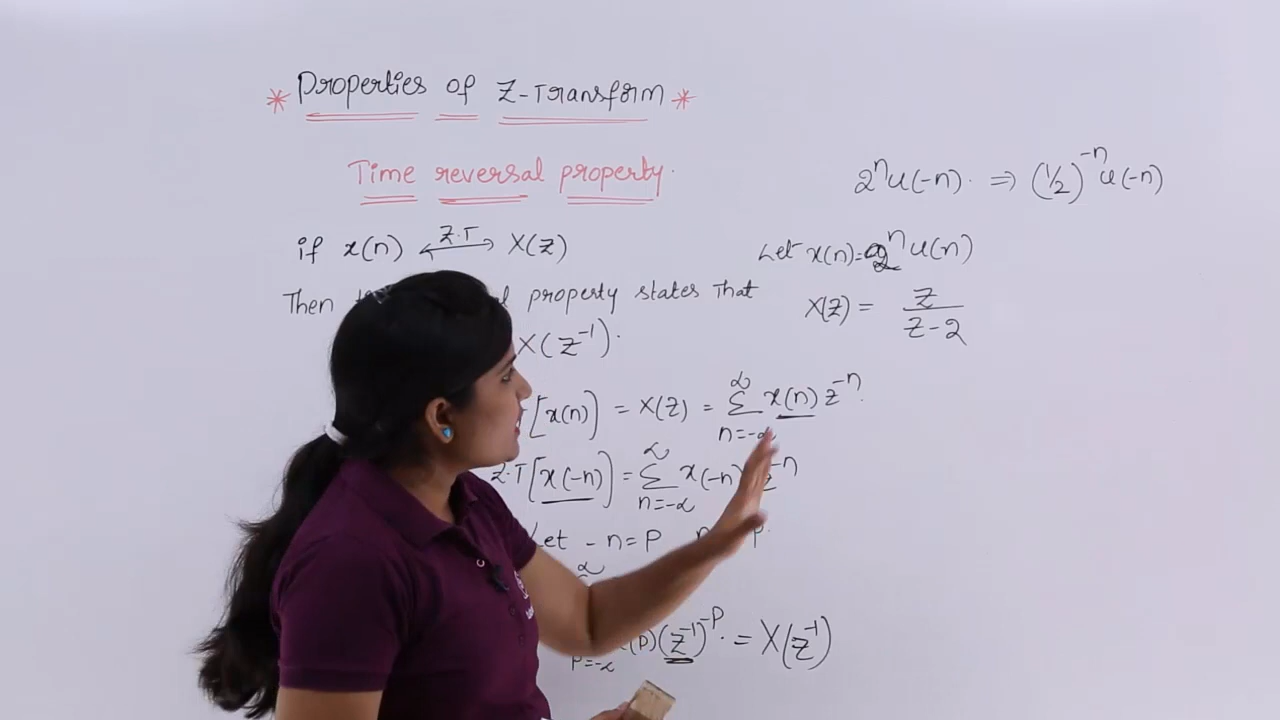 * Properties of Z-Transform *
Time reversal property.
if x(n) <-Z.T-> X(z)
Then property states that
X(z⁻¹).
[x(n)] = X(z) = ∑_{n=-∞}^{∞} x(n) z⁻ⁿ.
Z.T [x(-n)] = ∑_{n=-∞}^{∞} x(-n) z⁻ⁿ
Let -n = P
∞
P=-∞ (P)(z⁻¹)⁻ᴾ. = X(z⁻¹)
2ⁿu(-n). ⇒ (1/2)⁻ⁿ u(-n)
Let x(n)= 2ⁿu(n)
X(z) = z/(z-2)